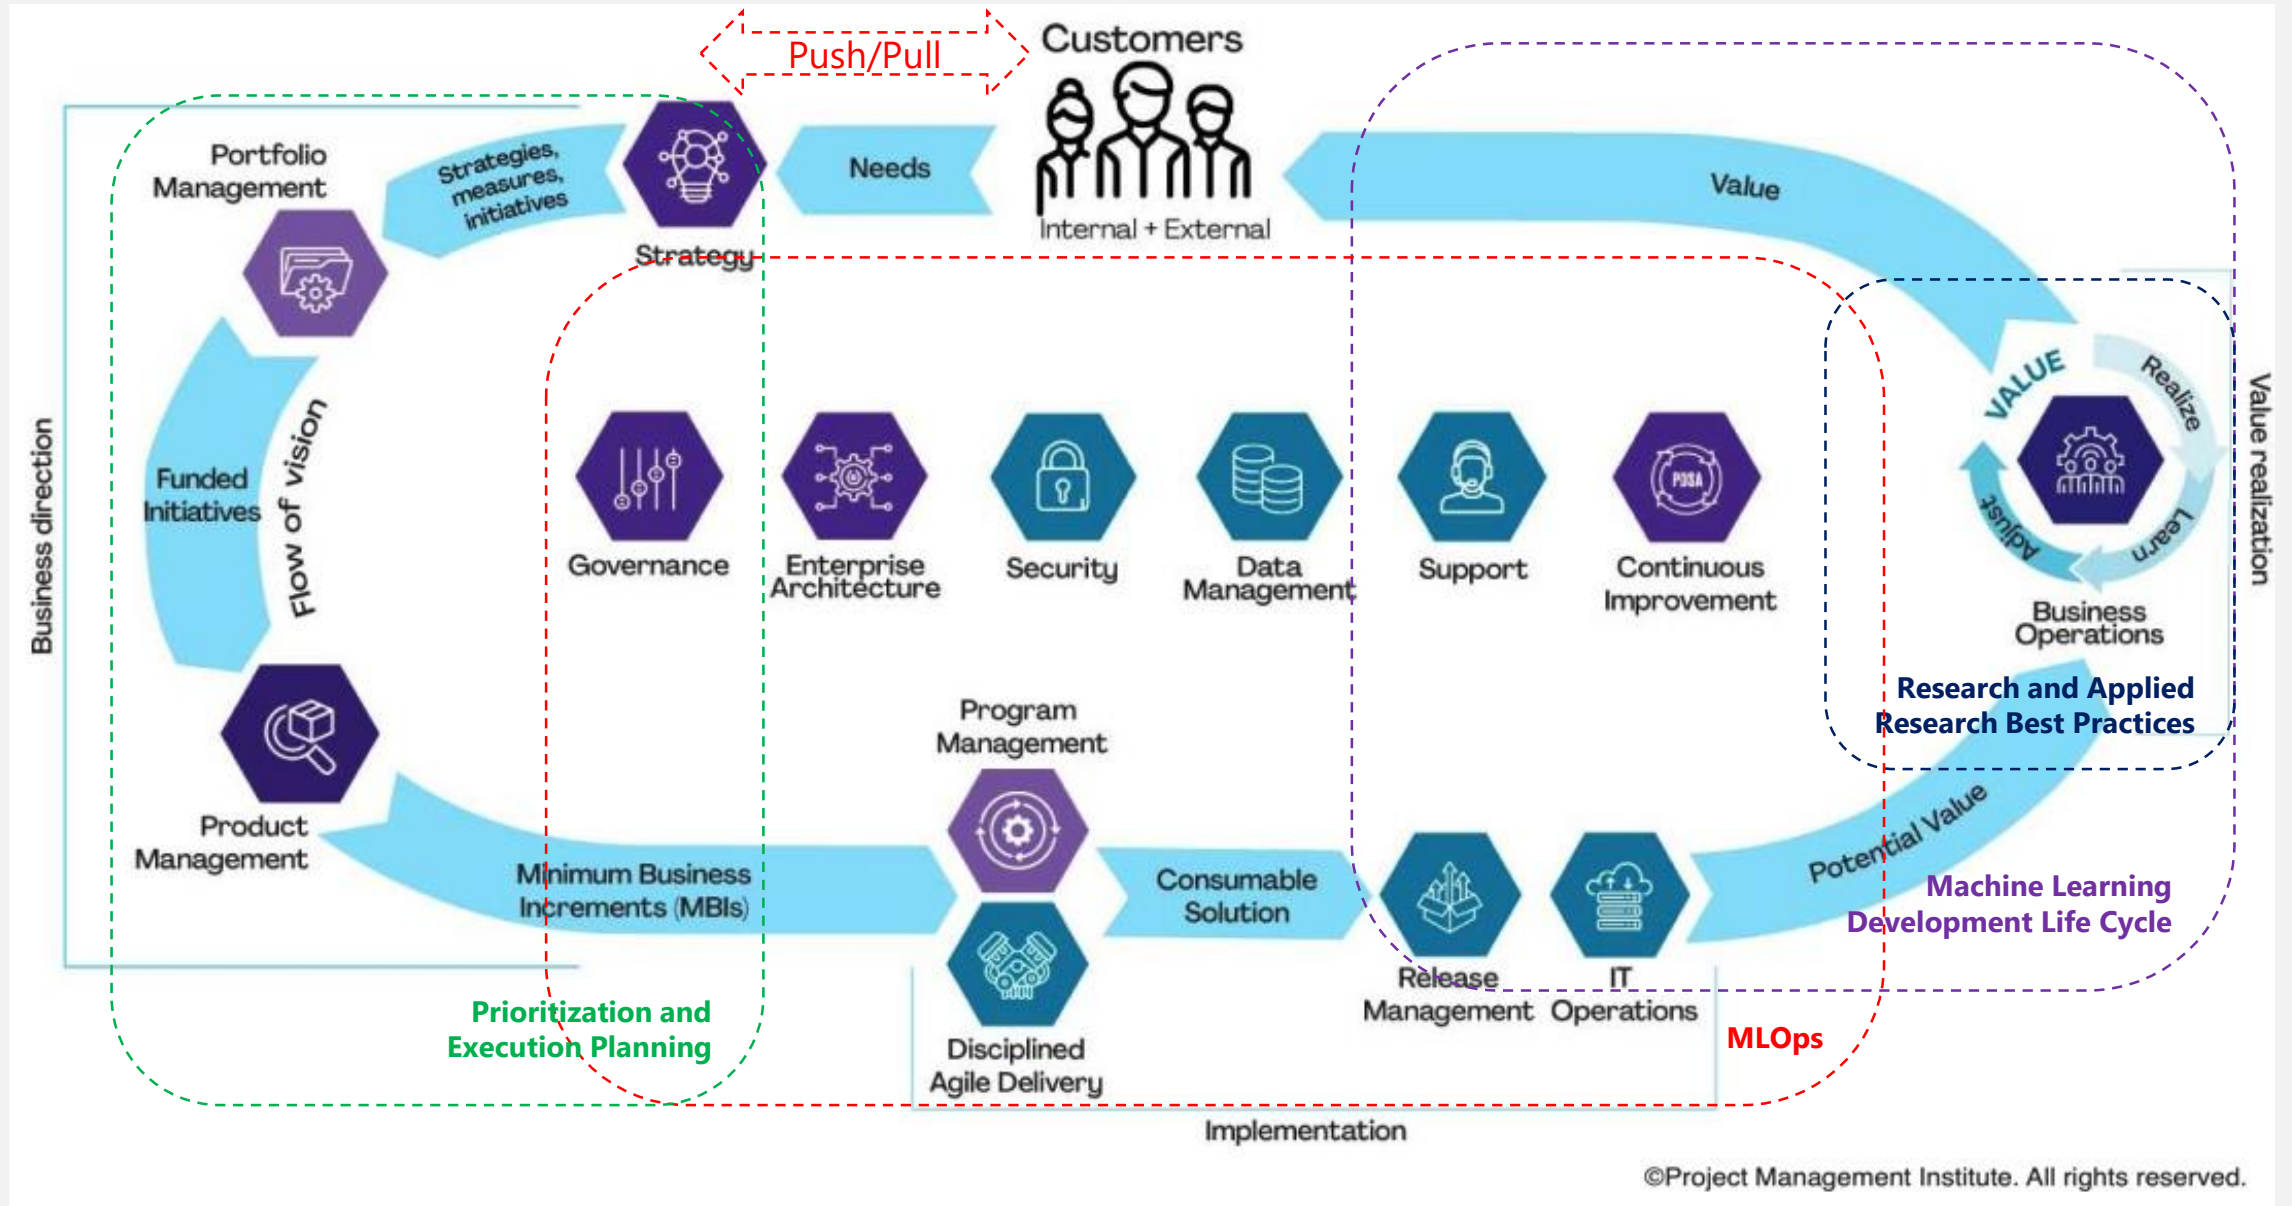 Push/Pull
Customers
Internal + External
Needs
Strategy
Strategies,
measures,
initiatives
Portfolio
Management
Business direction
Funded
Initiatives
Flow of vision
Product
Management
Minimum Business
Increments (MBIs)
Prioritization and
Execution Planning
Governance
Enterprise
Architecture
Security
Data
Management
Support
PDSA
Continuous
Improvement
Program
Management
Disciplined
Agile Delivery
Consumable
Solution
Release
Management
IT
Operations
Implementation
MLOps
Potential Value
Machine Learning
Development Life Cycle
Research and Applied
Research Best Practices
Business
Operations
VALUE
Realize
Learn
Adjust
Value realization
Value
©Project Management Institute. All rights reserved.